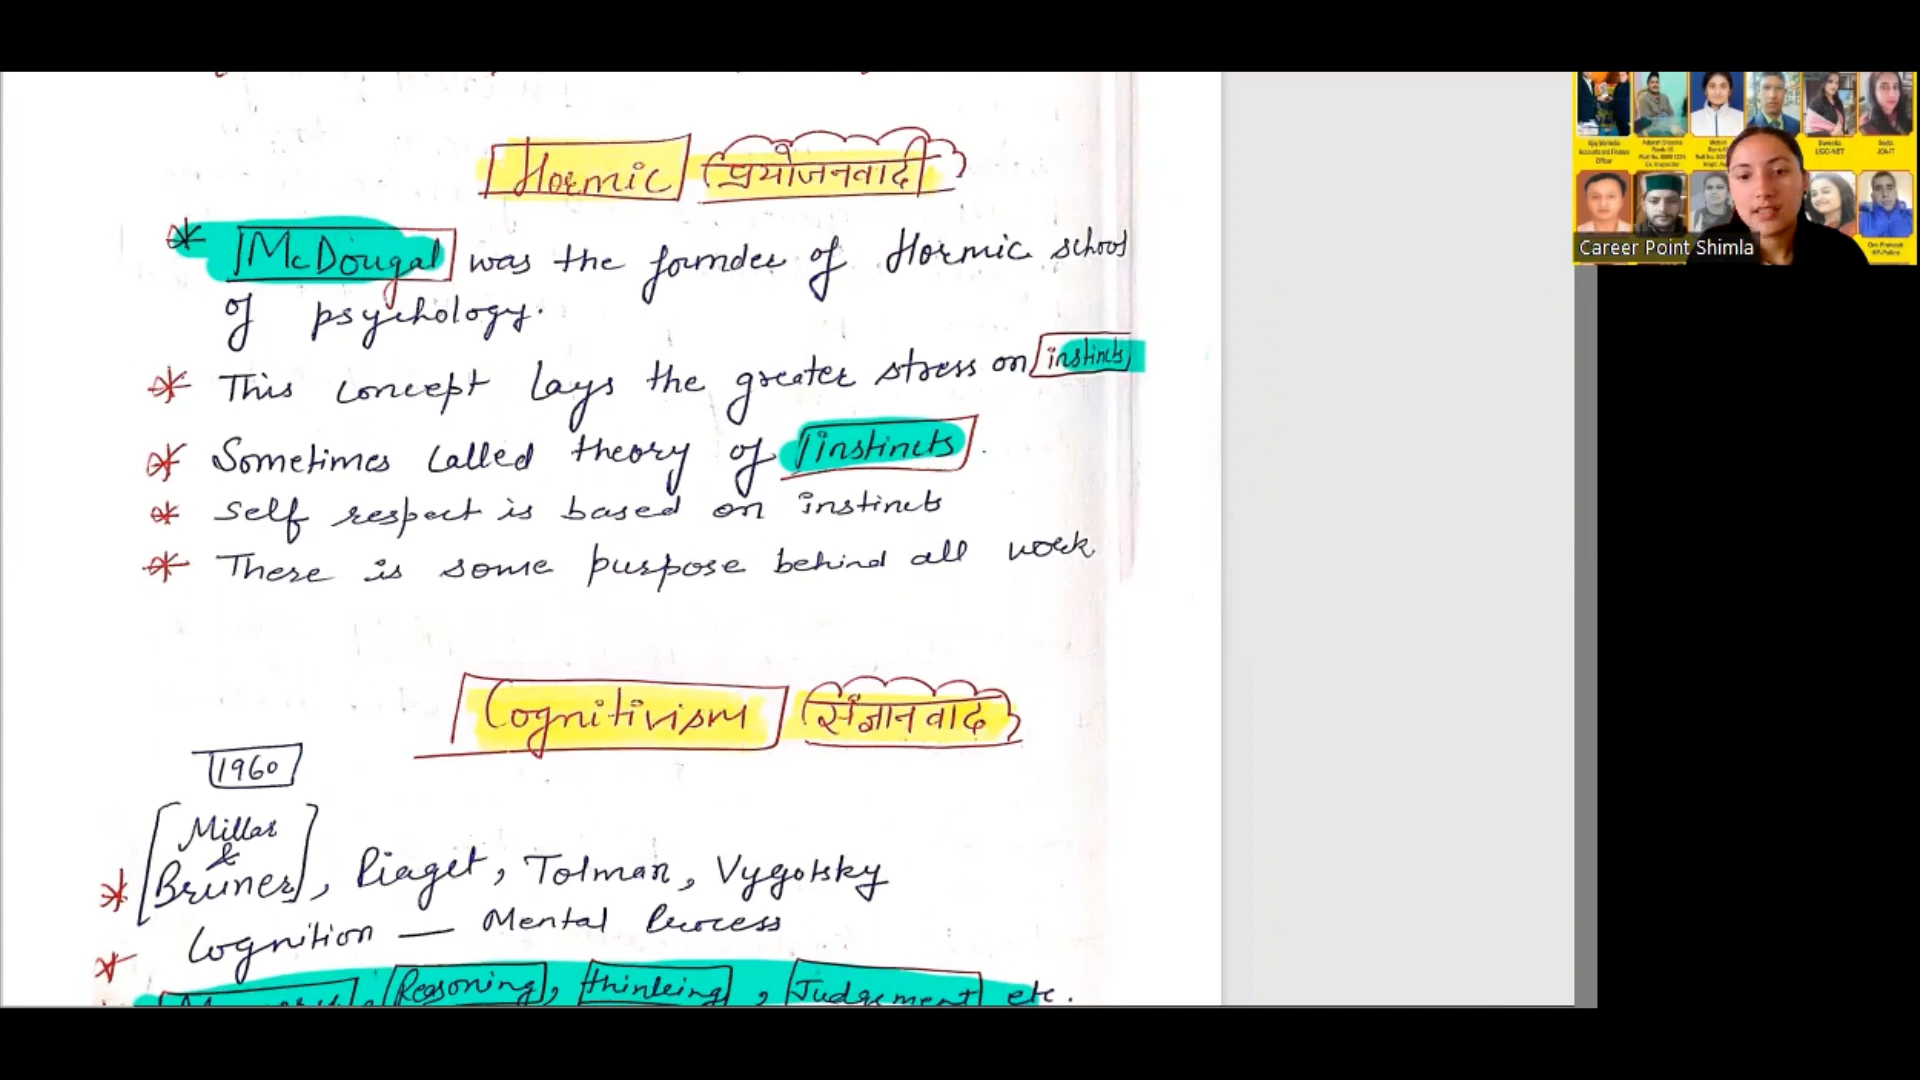 Hormic प्रयोजनवादी
* McDougal was the founder of Hormic school
of psychology.
* This concept lays the greater stress on instincts
* Sometimes called theory of instincts.
* Self respect is based on instincts
* There is some purpose behind all work
Cognitivism संज्ञानवाद
1960
* [Millar & Bruner], Piaget, Tolman, Vygotsky
* Cognition — Mental Process
Memory, Reasoning, thinking, Judgement etc.
Career Point Shimla